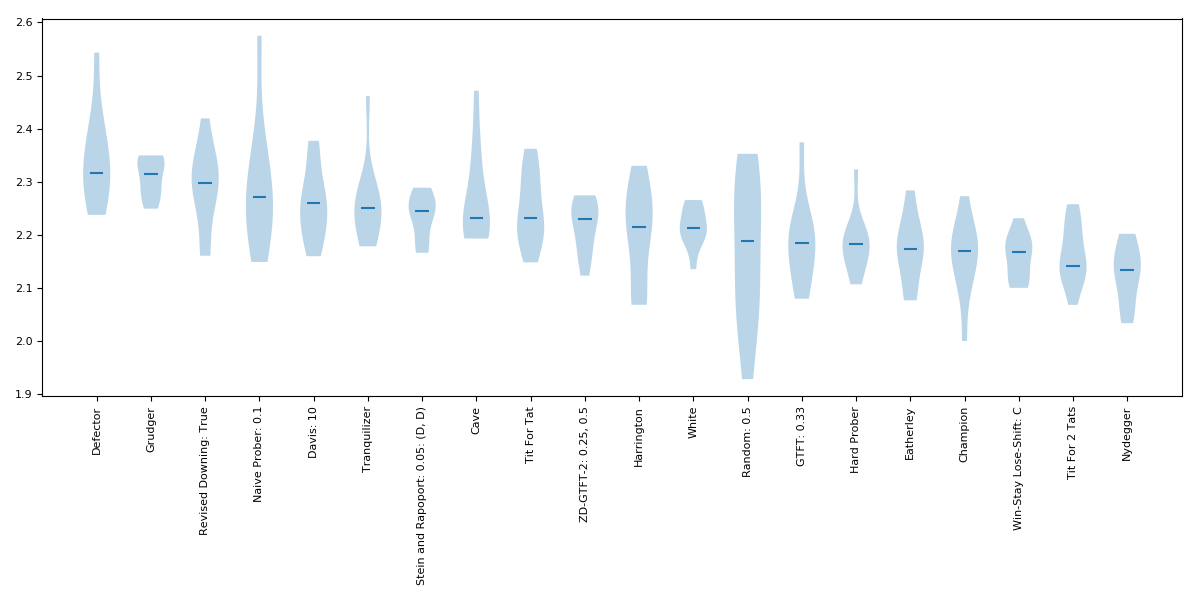 2.6
2.5
2.4
2.3
2.2
2.1
2.0
1.9
Defector
Grudger
Revised Downing: True
Naive Prober: 0.1
Davis: 10
Tranquilizer
Stein and Rapoport: 0.05: (D, D)
Cave
Tit For Tat
ZD-GTFT-2: 0.25, 0.5
Harrington
White
Random: 0.5
GTFT: 0.33
Hard Prober
Eatherley
Champion
Win-Stay Lose-Shift: C
Tit For 2 Tats
Nydegger